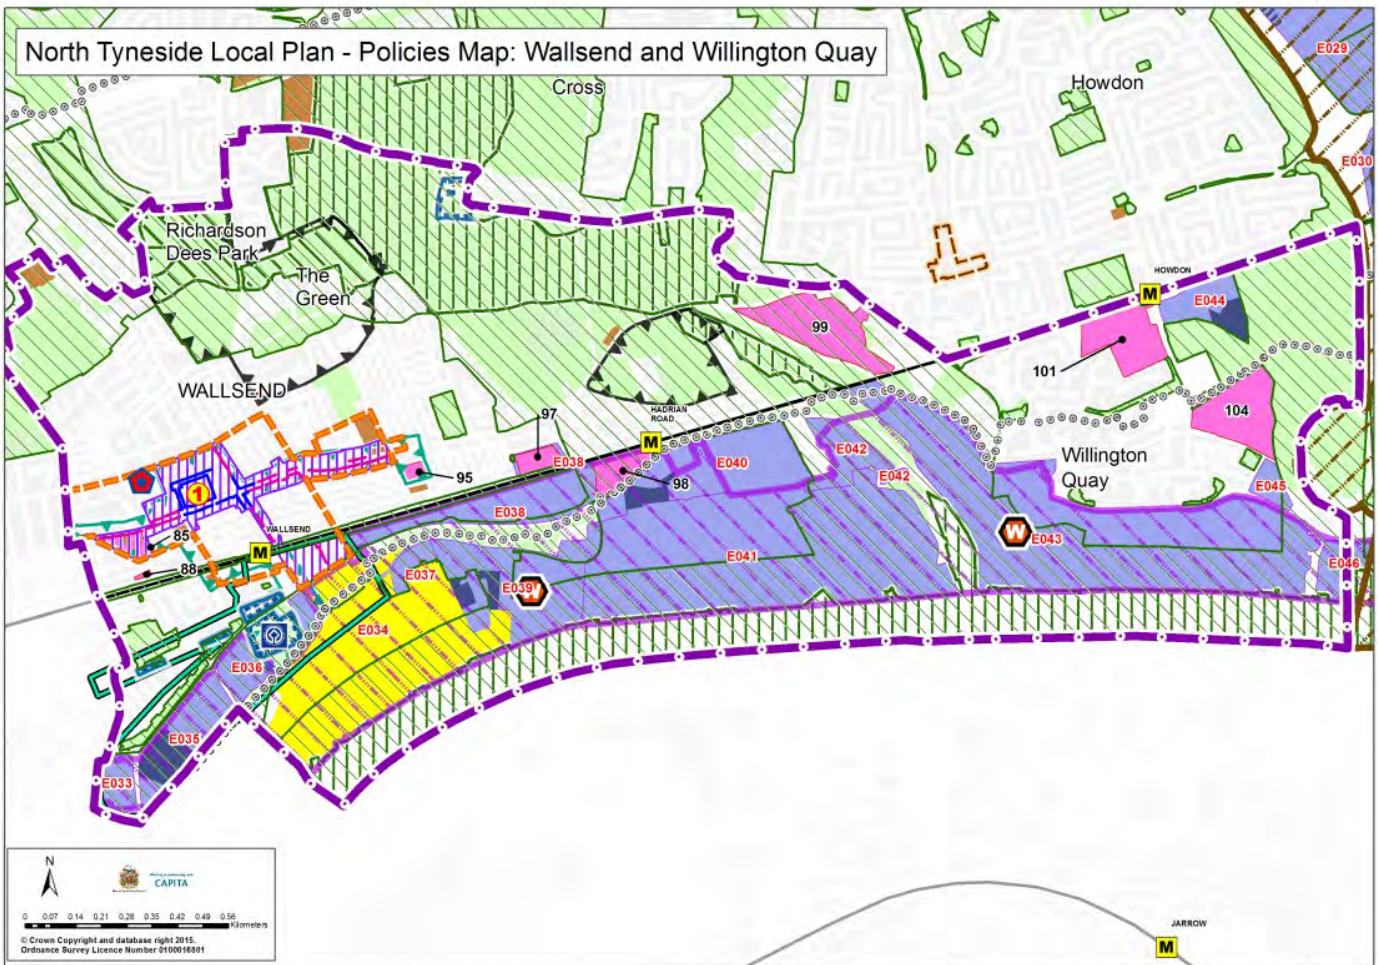 North Tyneside Local Plan - Policies Map: Wallsend and Willington Quay
E029
Cross
Howdon
E030
Richardson
Dees Park
The
Green
HOWDON
M
E044
99
101
WALLSEND
104
97
HADRIAN
ROAD
M
E038
E040
E042
98
95
E042
Willington
Quay
E045
1
E038
85
WALLSEND
M
W
E043
E041
88
E037
E039
W
E046
E034
E036
E035
E033
N
CAPITA
0 0.07 0.14 0.21 0.28 0.35 0.42 0.49 0.56
Kilometers
© Crown Copyright and database right 2015.
Ordnance Survey Licence Number 0100016801
JARROW
M